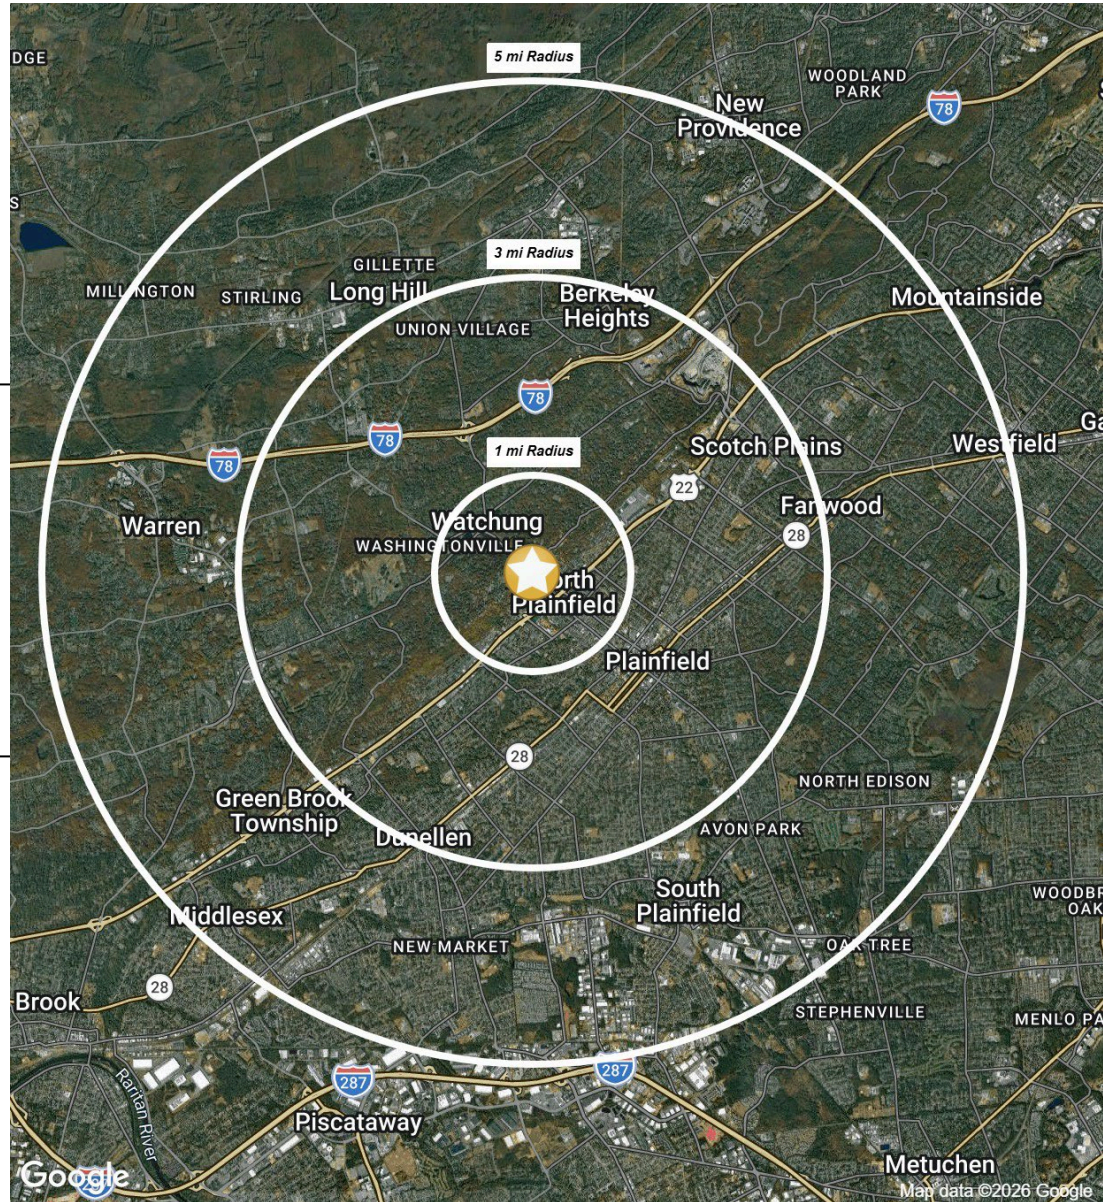 DGE
5 mi Radius
WOODLAND
PARK
New
Providence
78
S
3 mi Radius
GILLETTE
MILLINGTON
STIRLING
Long Hill
Berkeley
Heights
Mountainside
UNION VILLAGE
78
78
78
1 mi Radius
Scotch Plains
Westfield
Ga
22
Warren
Watchung
WASHINGTONVILLE
Fanwood
28
orth
Plainfield
Plainfield
28
NORTH EDISON
Green Brook
Township
Dunellen
AVON PARK
South
Plainfield
WOODBR
OAK
Middlesex
NEW MARKET
OAK TREE
28
Brook
STEPHENVILLE
MENLO PA
287
287
Raritan River
Piscataway
Metuchen
Google
287
Map data ©2026 Google